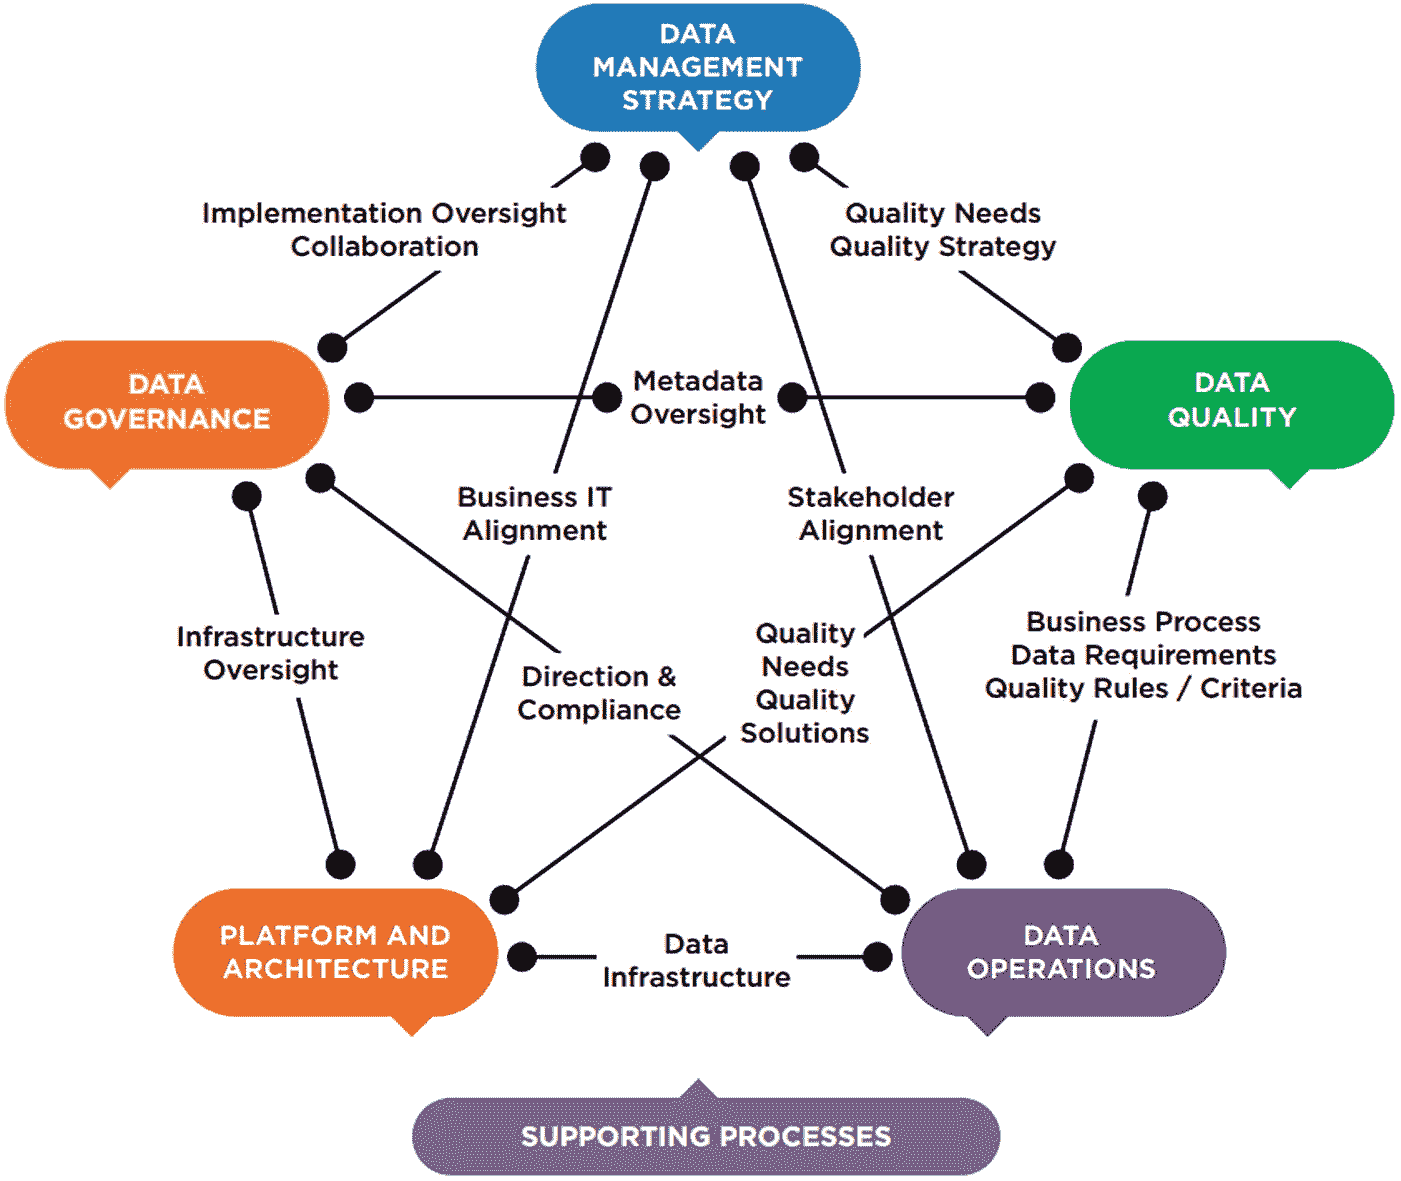 DATA
MANAGEMENT
STRATEGY
Implementation Oversight
Collaboration
Quality Needs
Quality Strategy
DATA
GOVERNANCE
Metadata
Oversight
DATA
QUALITY
Business IT
Alignment
Stakeholder
Alignment
Infrastructure
Oversight
Direction &
Compliance
Quality
Needs
Quality
Solutions
Business Process
Data Requirements
Quality Rules / Criteria
PLATFORM AND
ARCHITECTURE
Data
Infrastructure
DATA
OPERATIONS
SUPPORTING PROCESSES